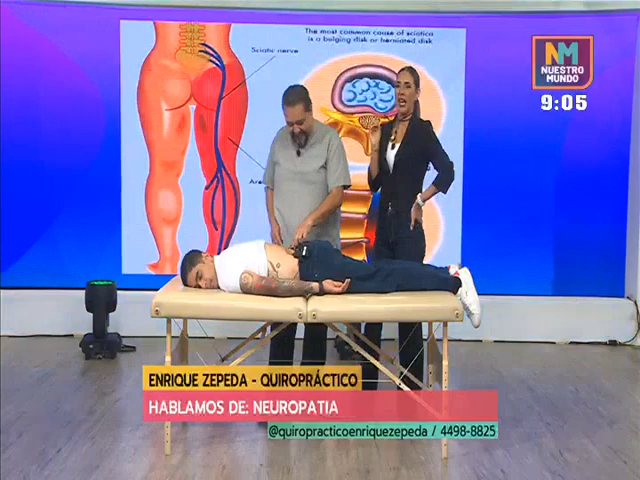 The most common cause of sciatica
is a bulging disk or herniated disk
Sciatic nerve
NM
NUESTRO
MUNDO
9:05
ENRIQUE ZEPEDA - QUIROPRÁCTICO
HABLAMOS DE: NEUROPATIA
@quiropracticoenriquezepeda / 4498-8825